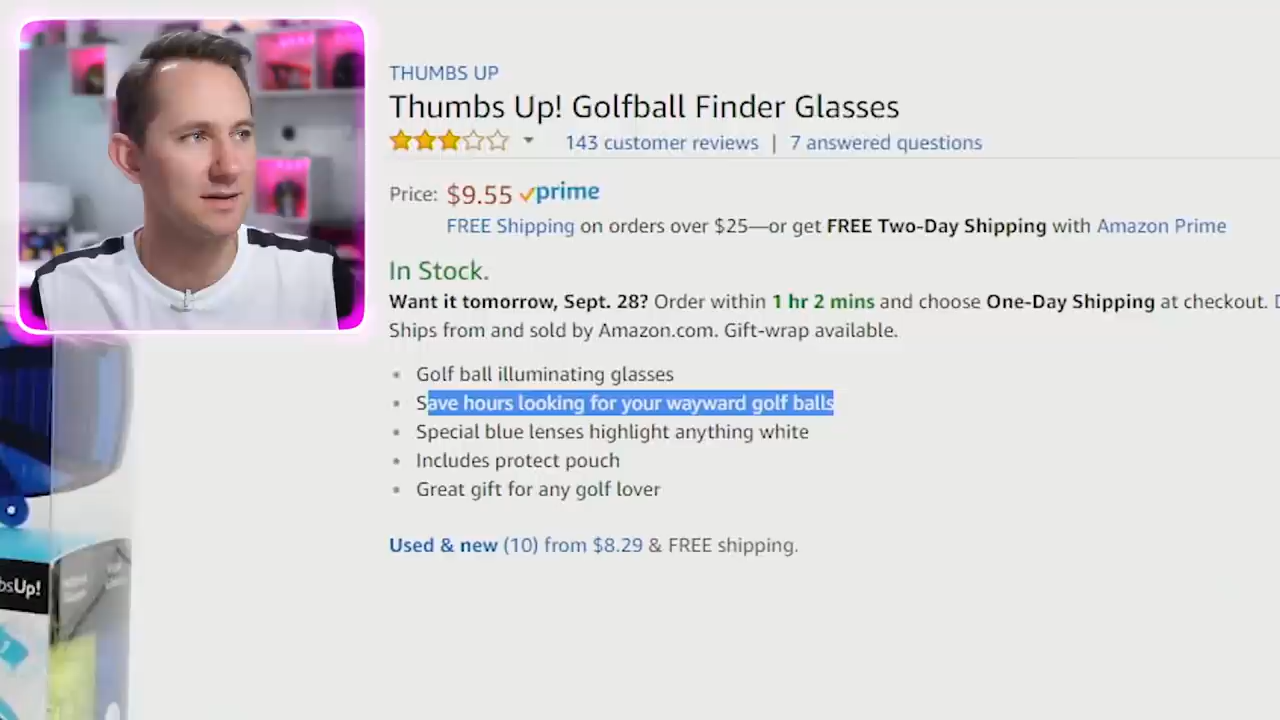 THUMBS UP
Thumbs Up! Golfball Finder Glasses
143 customer reviews | 7 answered questions
Price: $9.55 prime
FREE Shipping on orders over $25—or get FREE Two-Day Shipping with Amazon Prime
In Stock.
Want it tomorrow, Sept. 28? Order within 1 hr 2 mins and choose One-Day Shipping at checkout. D
Ships from and sold by Amazon.com. Gift-wrap available.
• Golf ball illuminating glasses
• Save hours looking for your wayward golf balls
• Special blue lenses highlight anything white
• Includes protect pouch
• Great gift for any golf lover
Used & new (10) from $8.29 & FREE shipping.
bsUp!